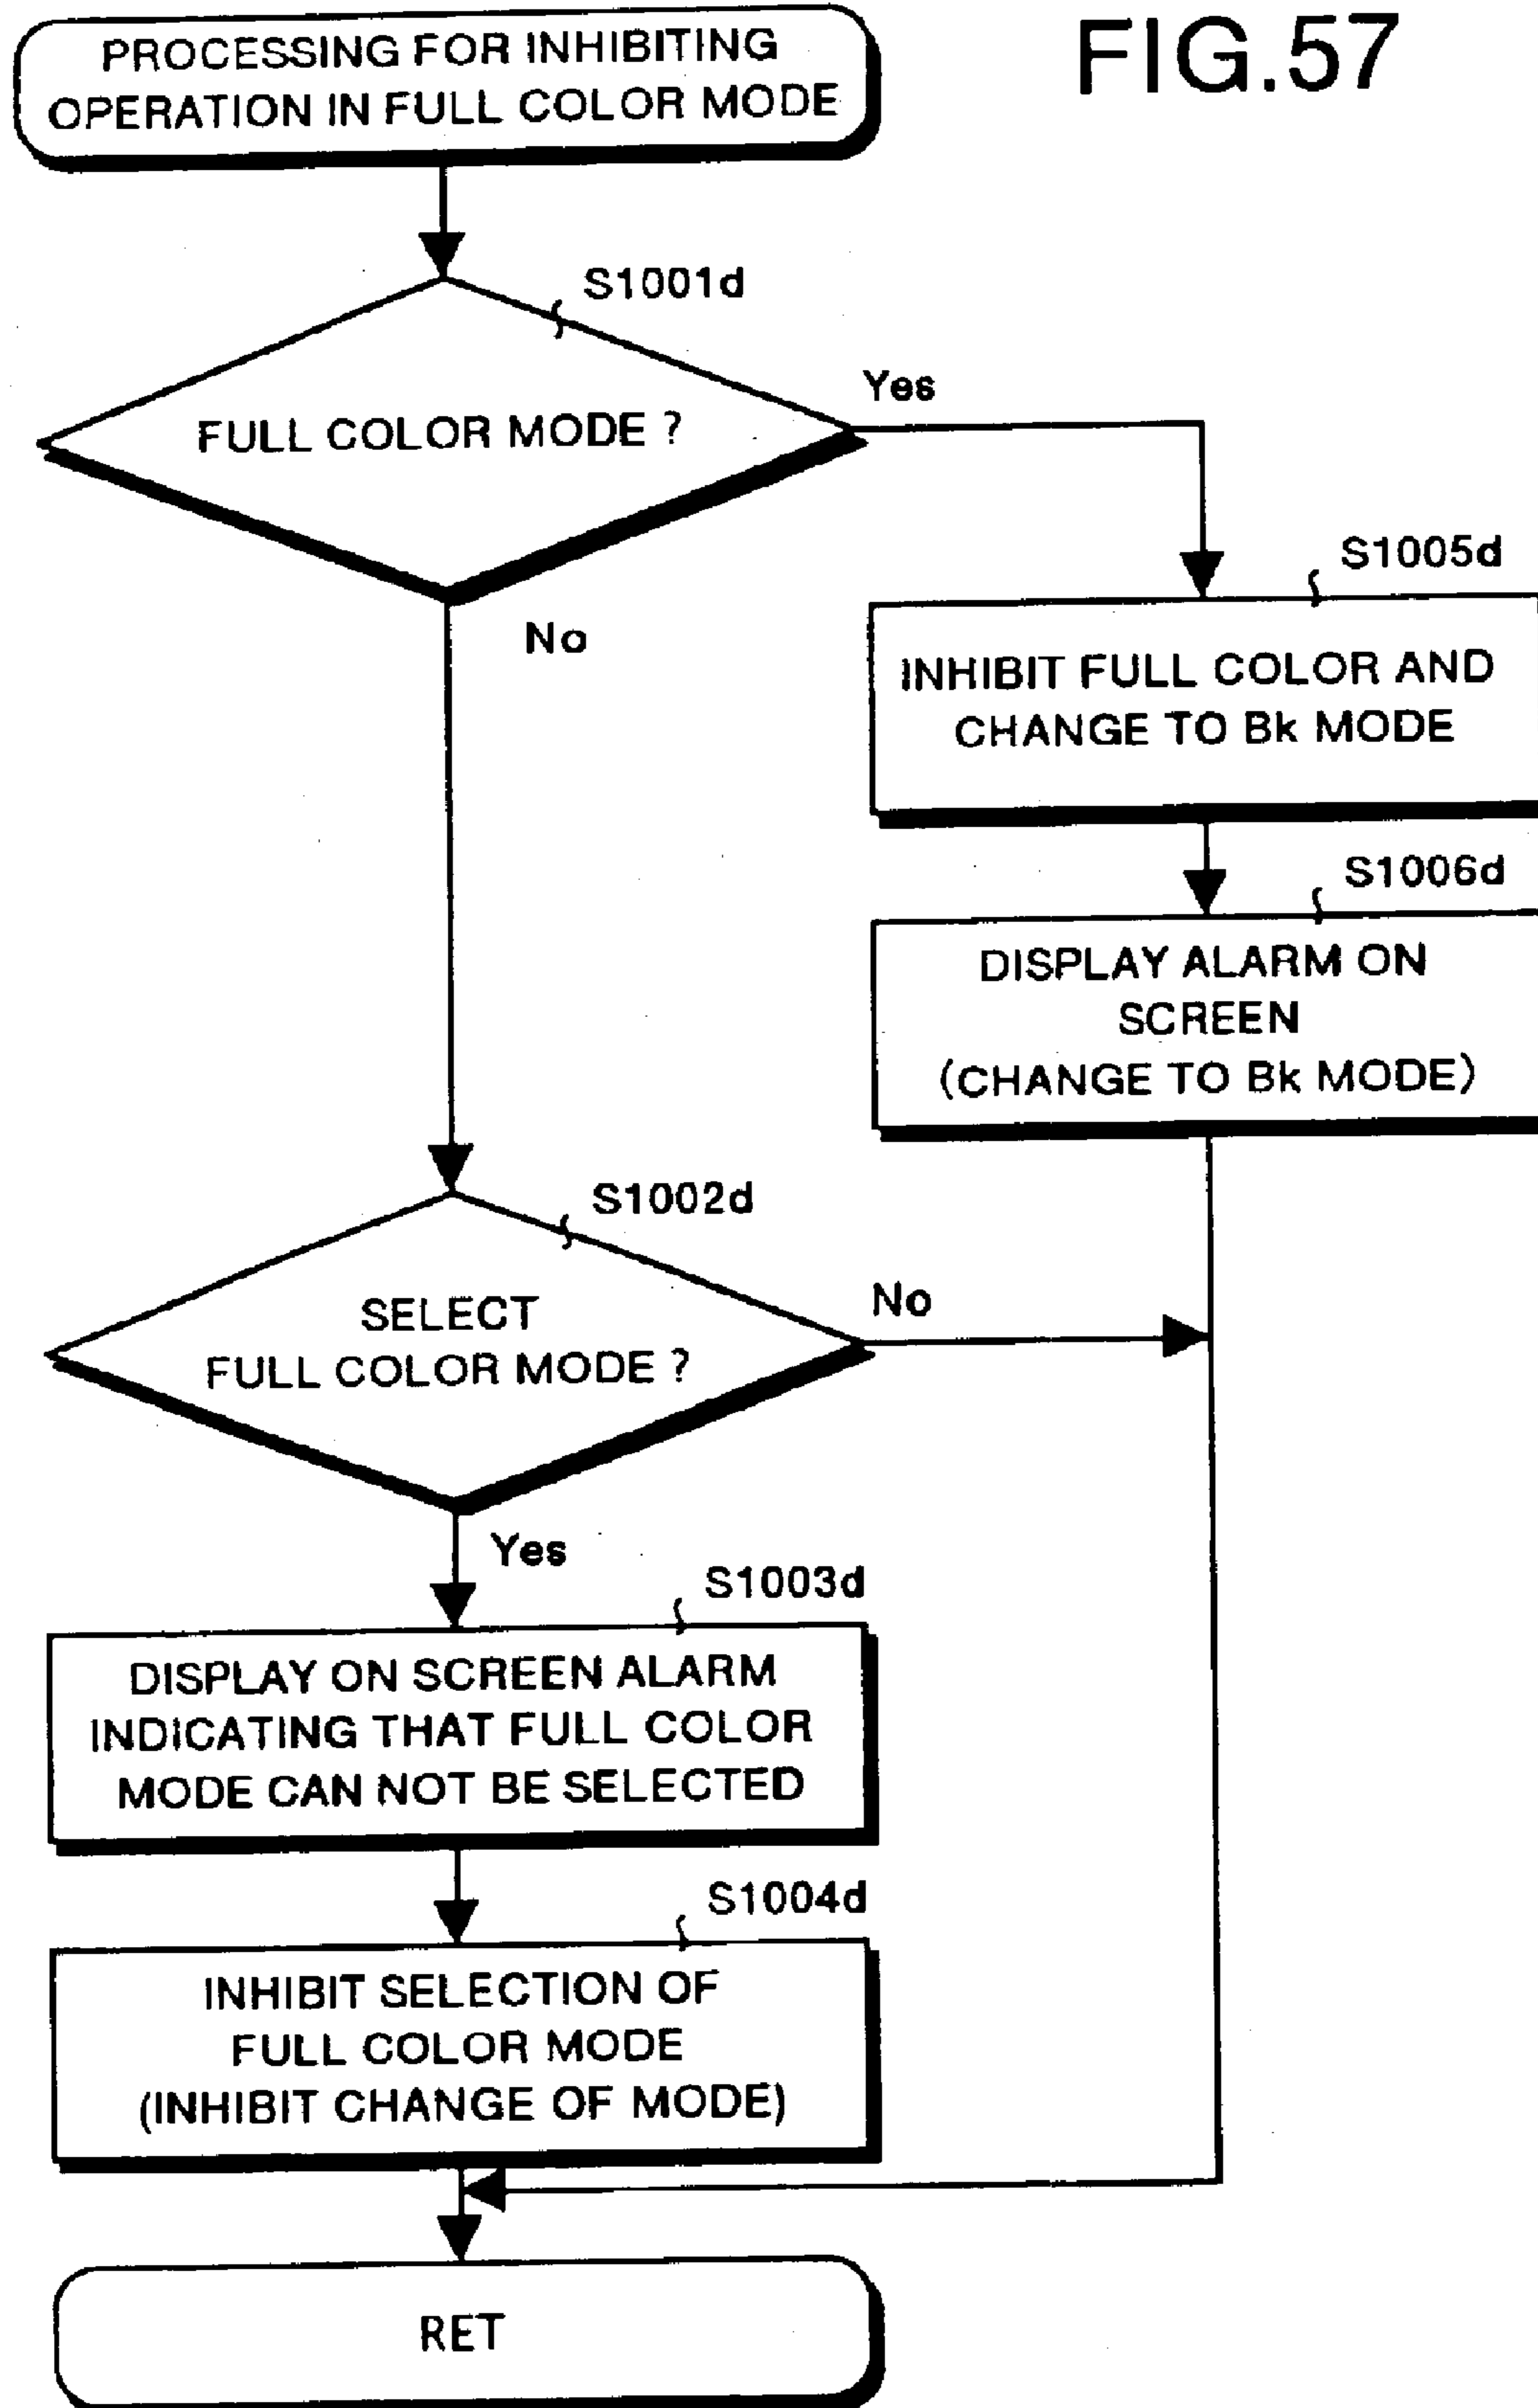 FIG.57
PROCESSING FOR INHIBITING
OPERATION IN FULL COLOR MODE
S1001d
FULL COLOR MODE ?
Yes
No
S1005d
INHIBIT FULL COLOR AND
CHANGE TO Bk MODE
S1006d
DISPLAY ALARM ON
SCREEN
(CHANGE TO Bk MODE)
S1002d
SELECT
FULL COLOR MODE ?
No
Yes
S1003d
DISPLAY ON SCREEN ALARM
INDICATING THAT FULL COLOR
MODE CAN NOT BE SELECTED
S1004d
INHIBIT SELECTION OF
FULL COLOR MODE
(INHIBIT CHANGE OF MODE)
RET